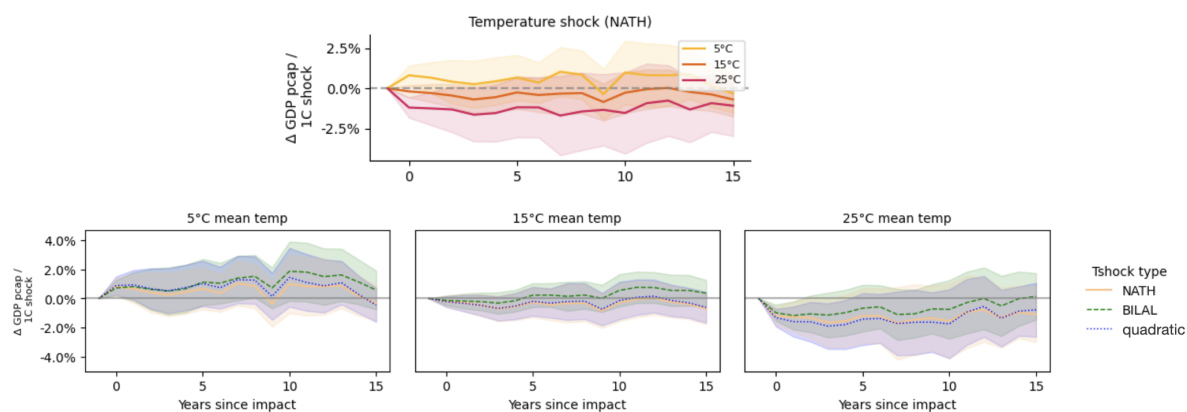 Temperature shock (NATH)
Δ GDP pcap /
1C shock
2.5%
0.0%
-2.5%
5°C
15°C
25°C
0
5
10
15
5°C mean temp
15°C mean temp
25°C mean temp
Δ GDP pcap /
1C shock
4.0%
2.0%
0.0%
-2.0%
-4.0%
0
5
10
15
0
5
10
15
0
5
10
15
Years since impact
Years since impact
Years since impact
Tshock type
NATH
BILAL
quadratic